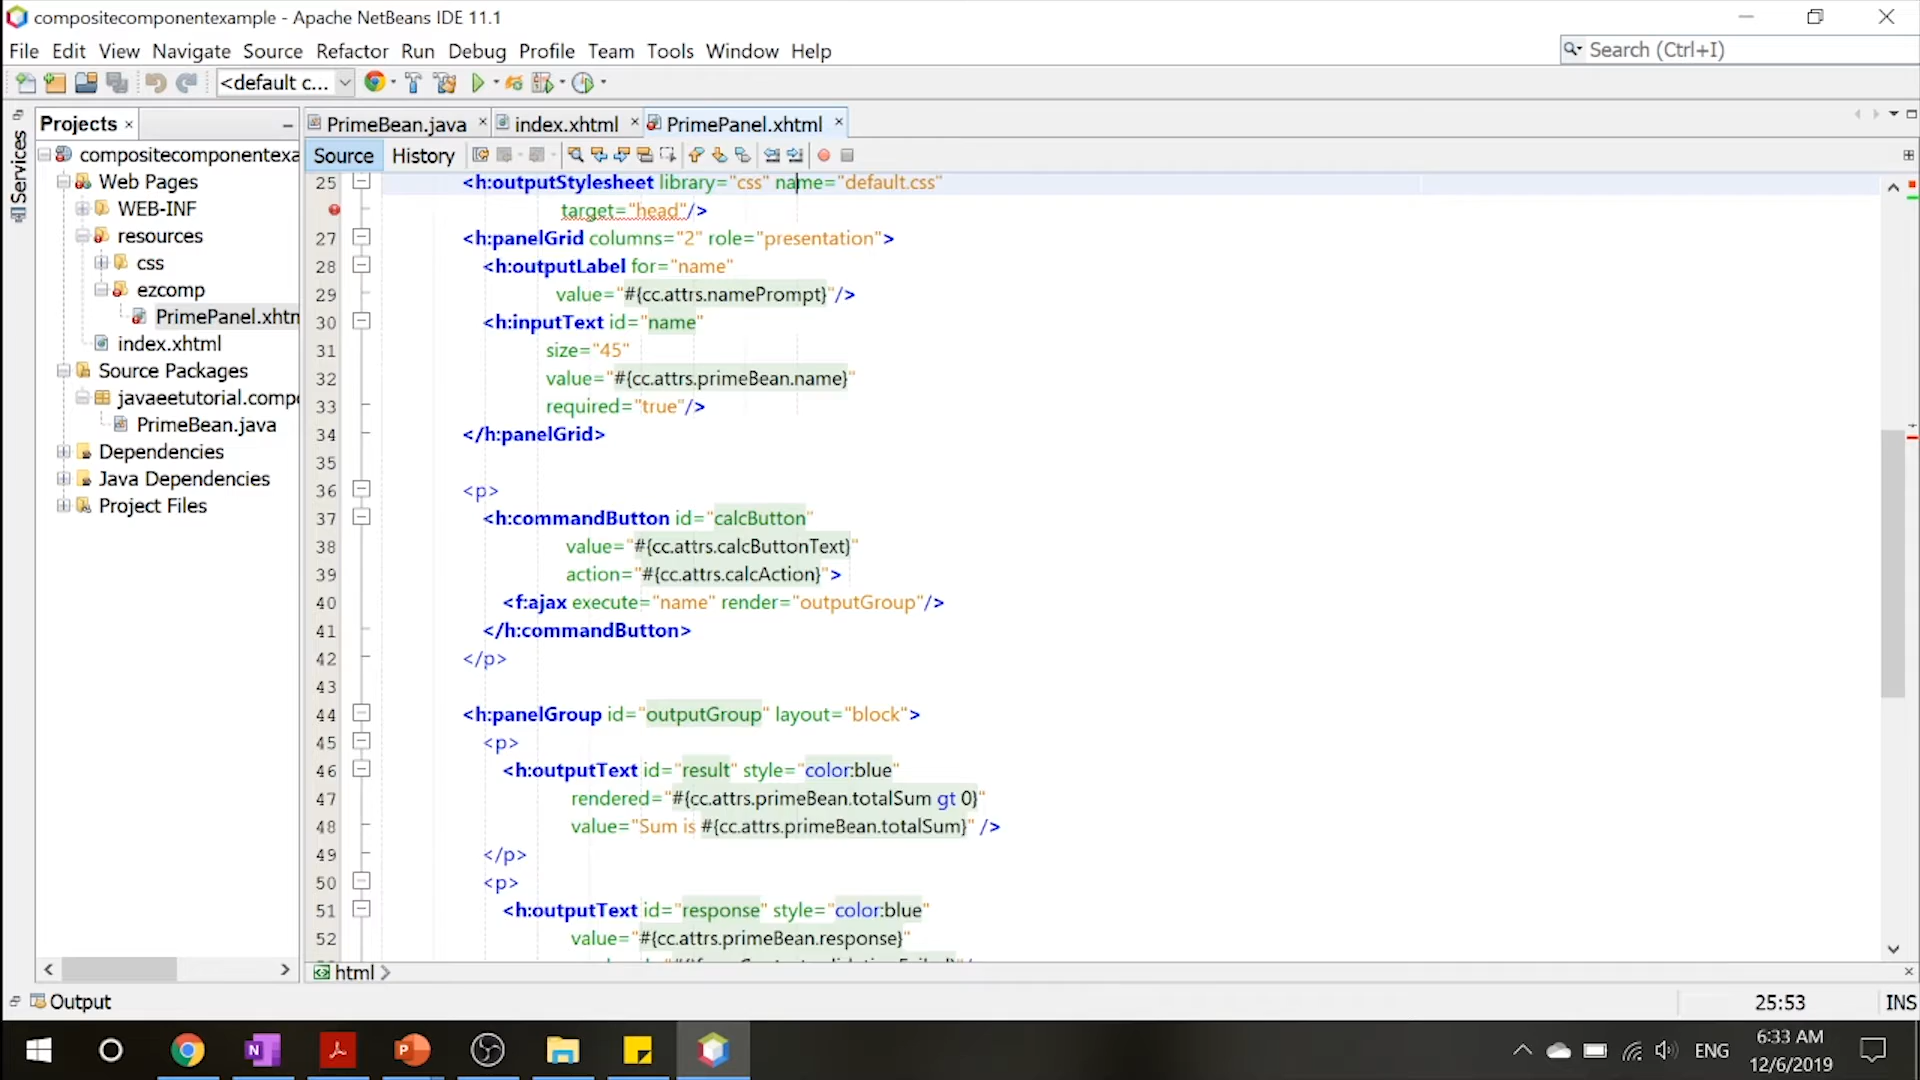 compositecomponentexample - Apache NetBeans IDE 11.1
File Edit View Navigate Source Refactor Run Debug Profile Team Tools Window Help
Search (Ctrl+I)
<default c...
Services
Projects
PrimeBean.java
index.xhtml
PrimePanel.xhtml
Source History
compositecomponentexa
Web Pages
WEB-INF
resources
css
ezcomp
PrimePanel.xhtn
index.xhtml
Source Packages
javaeetutorial.compo
PrimeBean.java
Dependencies
Java Dependencies
Project Files
25 <h:outputStylesheet library="css" name="default.css"
target="head"/>
27 <h:panelGrid columns="2" role="presentation">
28 <h:outputLabel for="name"
29 value="#{cc.attrs.namePrompt}"/>
30 <h:inputText id="name"
31 size="45"
32 value="#{cc.attrs.primeBean.name}"
33 required="true"/>
34 </h:panelGrid>
35
36 <p>
37 <h:commandButton id="calcButton"
38 value="#{cc.attrs.calcButtonText}"
39 action="#{cc.attrs.calcAction}">
40 <f:ajax execute="name" render="outputGroup"/>
41 </h:commandButton>
42 </p>
43
44 <h:panelGroup id="outputGroup" layout="block">
45 <p>
46 <h:outputText id="result" style="color:blue"
47 rendered="#{cc.attrs.primeBean.totalSum gt 0}"
48 value="Sum is #{cc.attrs.primeBean.totalSum}" />
49 </p>
50 <p>
51 <h:outputText id="response" style="color:blue"
52 value="#{cc.attrs.primeBean.response}"
html
Output
25:53 INS
ENG
6:33 AM
12/6/2019